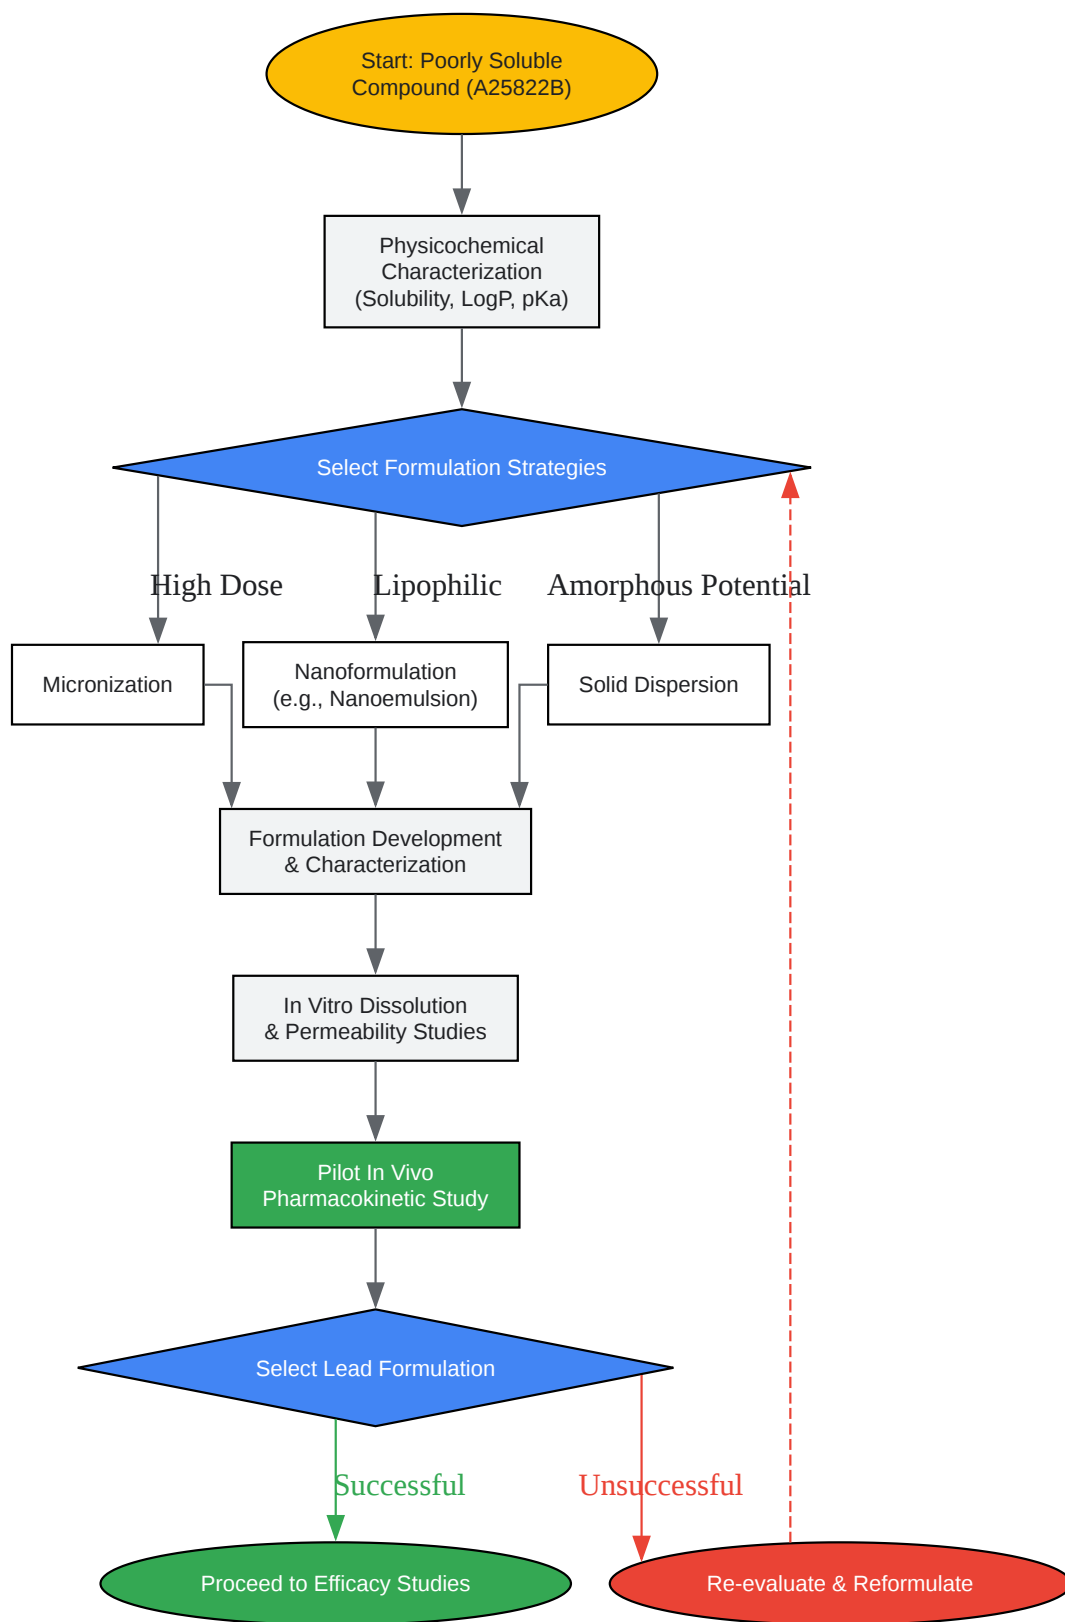 Start: Poorly Soluble
Compound (A25822B)
Physicochemical
Characterization
(Solubility, LogP, pKa)
Select Formulation Strategies
High Dose
Lipophilic
Amorphous Potential
Micronization
Nanoformulation
(e.g., Nanoemulsion)
Solid Dispersion
Formulation Development
& Characterization
In Vitro Dissolution
& Permeability Studies
Pilot In Vivo
Pharmacokinetic Study
Select Lead Formulation
Successful
Unsuccessful
Proceed to Efficacy Studies
Re-evaluate & Reformulate